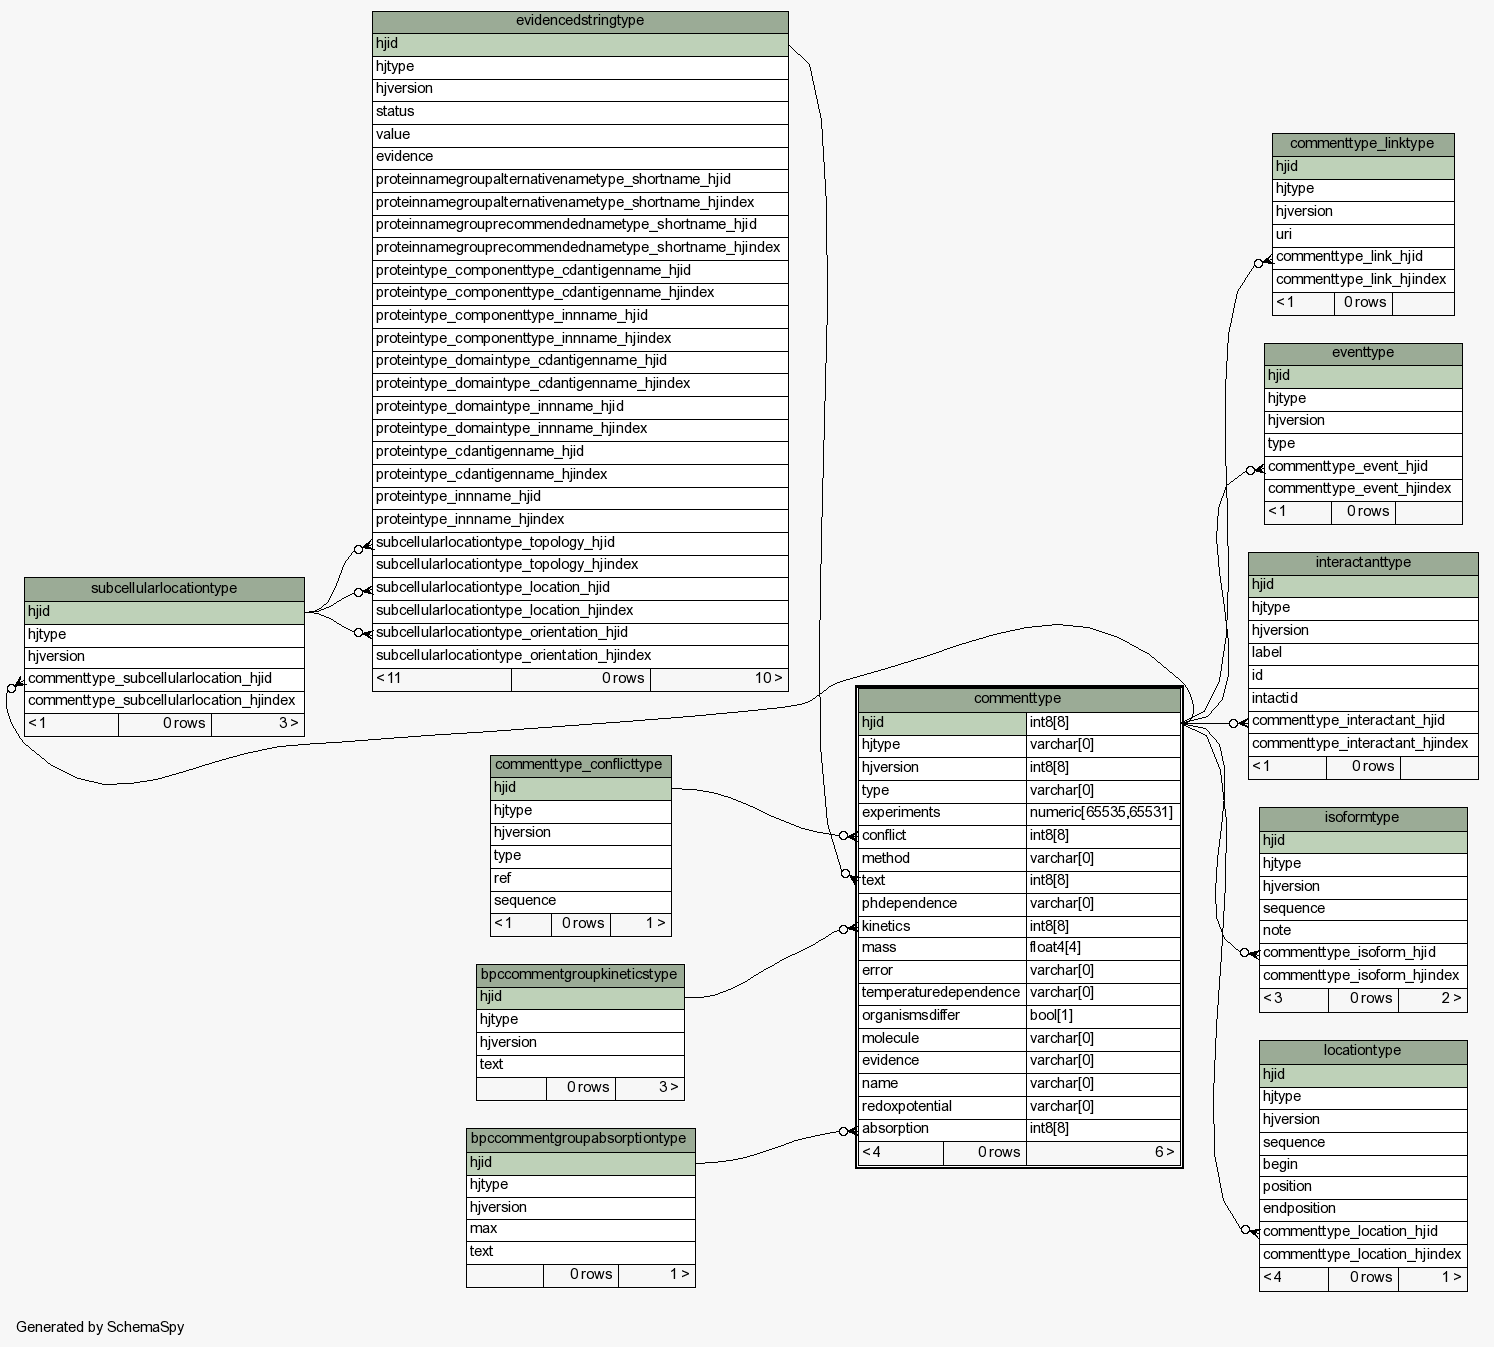 evidencedstringtype
hjid
hjtype
hjversion
status
value
evidence
proteinnamegroupalternativenametype_shortname_hjid
proteinnamegroupalternativenametype_shortname_hjindex
proteinnamegrouprecommendednametype_shortname_hjid
proteinnamegrouprecommendednametype_shortname_hjindex
proteintype_componenttype_cdantigenname_hjid
proteintype_componenttype_cdantigenname_hjindex
proteintype_componenttype_innname_hjid
proteintype_componenttype_innname_hjindex
proteintype_domaintype_cdantigenname_hjid
proteintype_domaintype_cdantigenname_hjindex
proteintype_domaintype_innname_hjid
proteintype_domaintype_innname_hjindex
proteintype_cdantigenname_hjid
proteintype_cdantigenname_hjindex
proteintype_innname_hjid
proteintype_innname_hjindex
subcellularlocationtype_topology_hjid
subcellularlocationtype_topology_hjindex
subcellularlocationtype_location_hjid
subcellularlocationtype_location_hjindex
subcellularlocationtype_orientation_hjid
subcellularlocationtype_orientation_hjindex
< 11 0 rows 10 >
subcellularlocationtype
hjid
hjtype
hjversion
commenttype_subcellularlocation_hjid
commenttype_subcellularlocation_hjindex
< 1 0 rows 3 >
commenttype_conflicttype
hjid
hjtype
hjversion
type
ref
sequence
< 1 0 rows 1 >
bpccommentgroupkineticstype
hjid
hjtype
hjversion
text
0 rows 3 >
bpccommentgroupabsorptiontype
hjid
hjtype
hjversion
max
text
0 rows 1 >
commenttype
hjid int8[8]
hjtype varchar[0]
hjversion int8[8]
type varchar[0]
experiments numeric[65535,65531]
conflict int8[8]
method varchar[0]
text int8[8]
phdependence varchar[0]
kinetics int8[8]
mass float4[4]
error varchar[0]
temperaturedependence varchar[0]
organismsdiffer bool[1]
molecule varchar[0]
evidence varchar[0]
name varchar[0]
redoxpotential varchar[0]
absorption int8[8]
< 4 0 rows 6 >
commenttype_linktype
hjid
hjtype
hjversion
uri
commenttype_link_hjid
commenttype_link_hjindex
< 1 0 rows
eventtype
hjid
hjtype
hjversion
type
commenttype_event_hjid
commenttype_event_hjindex
< 1 0 rows
interactanttype
hjid
hjtype
hjversion
label
id
intactid
commenttype_interactant_hjid
commenttype_interactant_hjindex
< 1 0 rows
isoformtype
hjid
hjtype
hjversion
sequence
note
commenttype_isoform_hjid
commenttype_isoform_hjindex
< 3 0 rows 2 >
locationtype
hjid
hjtype
hjversion
sequence
begin
position
endposition
commenttype_location_hjid
commenttype_location_hjindex
< 4 0 rows 1 >
Generated by SchemaSpy